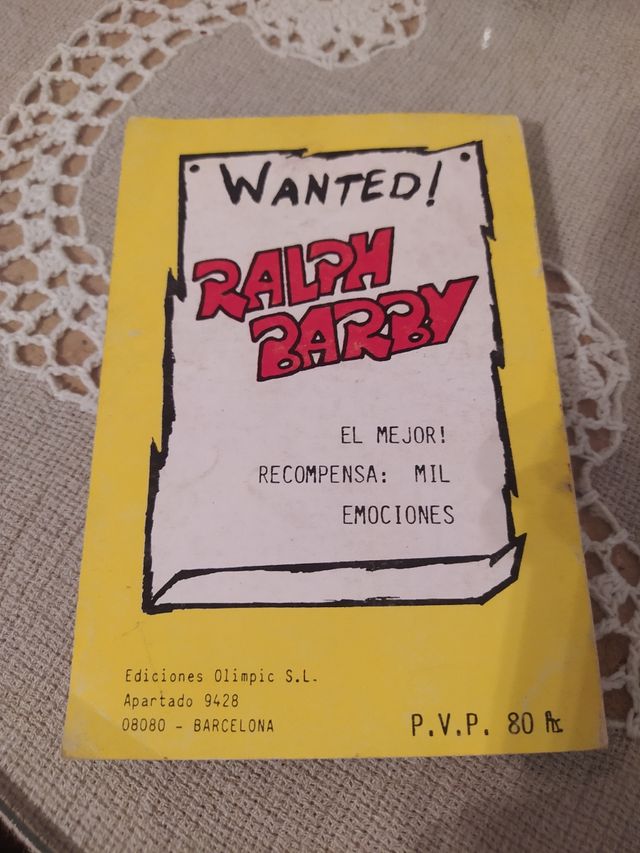 WANTED!
RALPH
BARBY
EL MEJOR!
RECOMPENSA: MIL
EMOCIONES
Ediciones Olimpic S.L.
Apartado 9428
08080 - BARCELONA
P.V.P. 80 Pts.